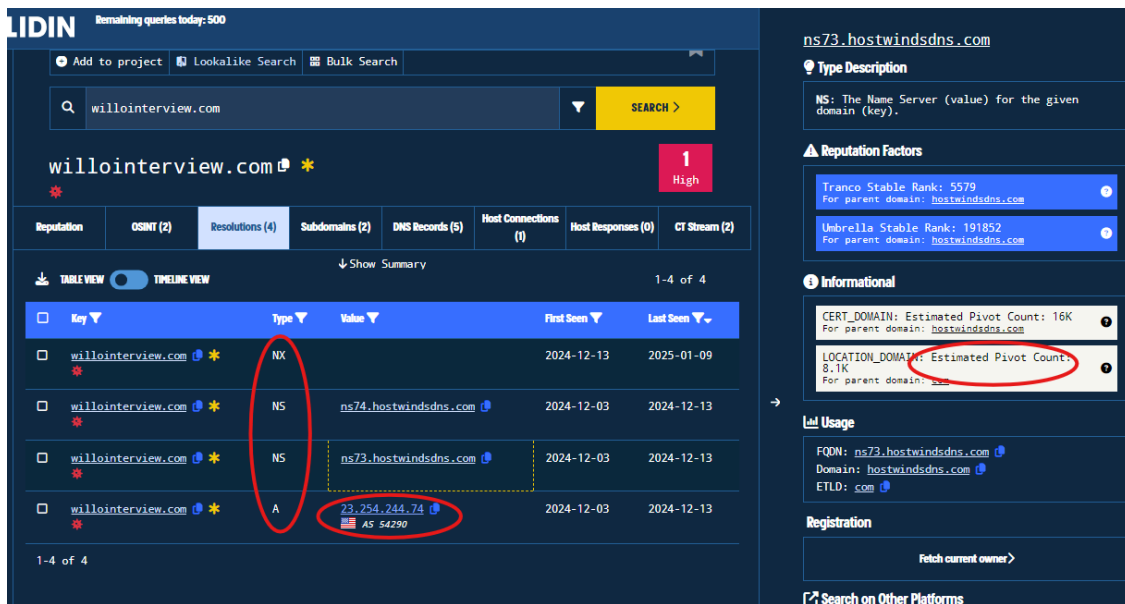 LIDIN
Remaining queries today: 500
Add to project Lookalike Search Bulk Search
willointerview.com SEARCH
willointerview.com
1
High
Reputation OSINT (2) Resolutions (4) Subdomains (2) DNS Records (5) Host Connections (1) Host Responses (0) CT Stream (2)
Show Summary
TABLE VIEW TIMELINE VIEW 1-4 of 4
Key Type Value First Seen Last Seen
willointerview.com NX 2024-12-13 2025-01-09
willointerview.com NS ns74.hostwindsdns.com 2024-12-03 2024-12-13
willointerview.com NS ns73.hostwindsdns.com 2024-12-03 2024-12-13
willointerview.com A 23.254.244.74 2024-12-03 2024-12-13
AS 54290
1-4 of 4
ns73.hostwindsdns.com
Type Description
NS: The Name Server (value) for the given
domain (key).
Reputation Factors
Tranco Stable Rank: 5579
For parent domain: hostwindsdns.com
Umbrella Stable Rank: 191852
For parent domain: hostwindsdns.com
Informational
CERT_DOMAIN: Estimated Pivot Count: 16K
For parent domain: hostwindsdns.com
LOCATION_DOMAIN: Estimated Pivot Count:
8.1K
For parent domain: com
Usage
FQDN: ns73.hostwindsdns.com
Domain: hostwindsdns.com
ETLD: com
Registration
Fetch current owner
Search on Other Platforms